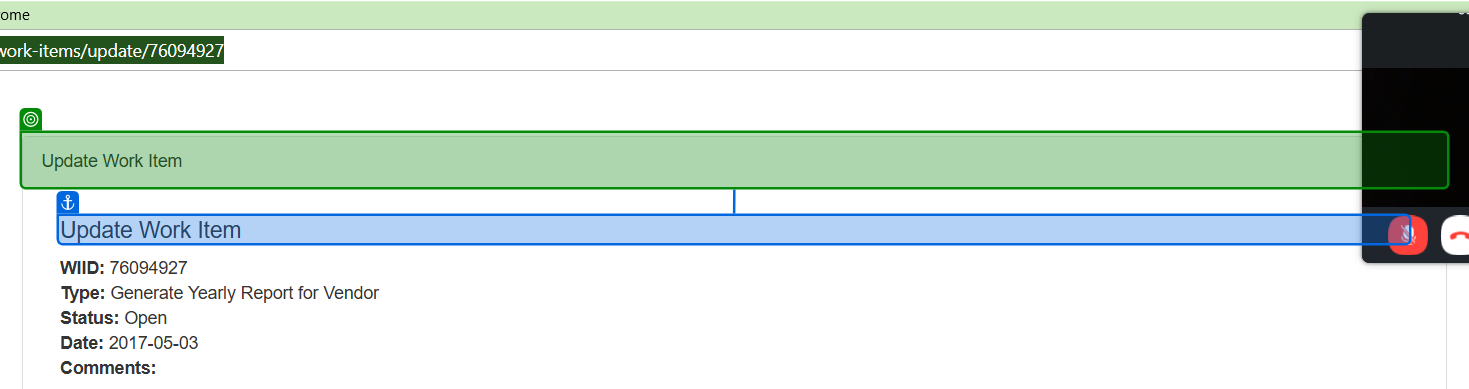 ome
work-items/update/76094927
Update Work Item
Update Work Item
WIID: 76094927
Type: Generate Yearly Report for Vendor
Status: Open
Date: 2017-05-03
Comments: